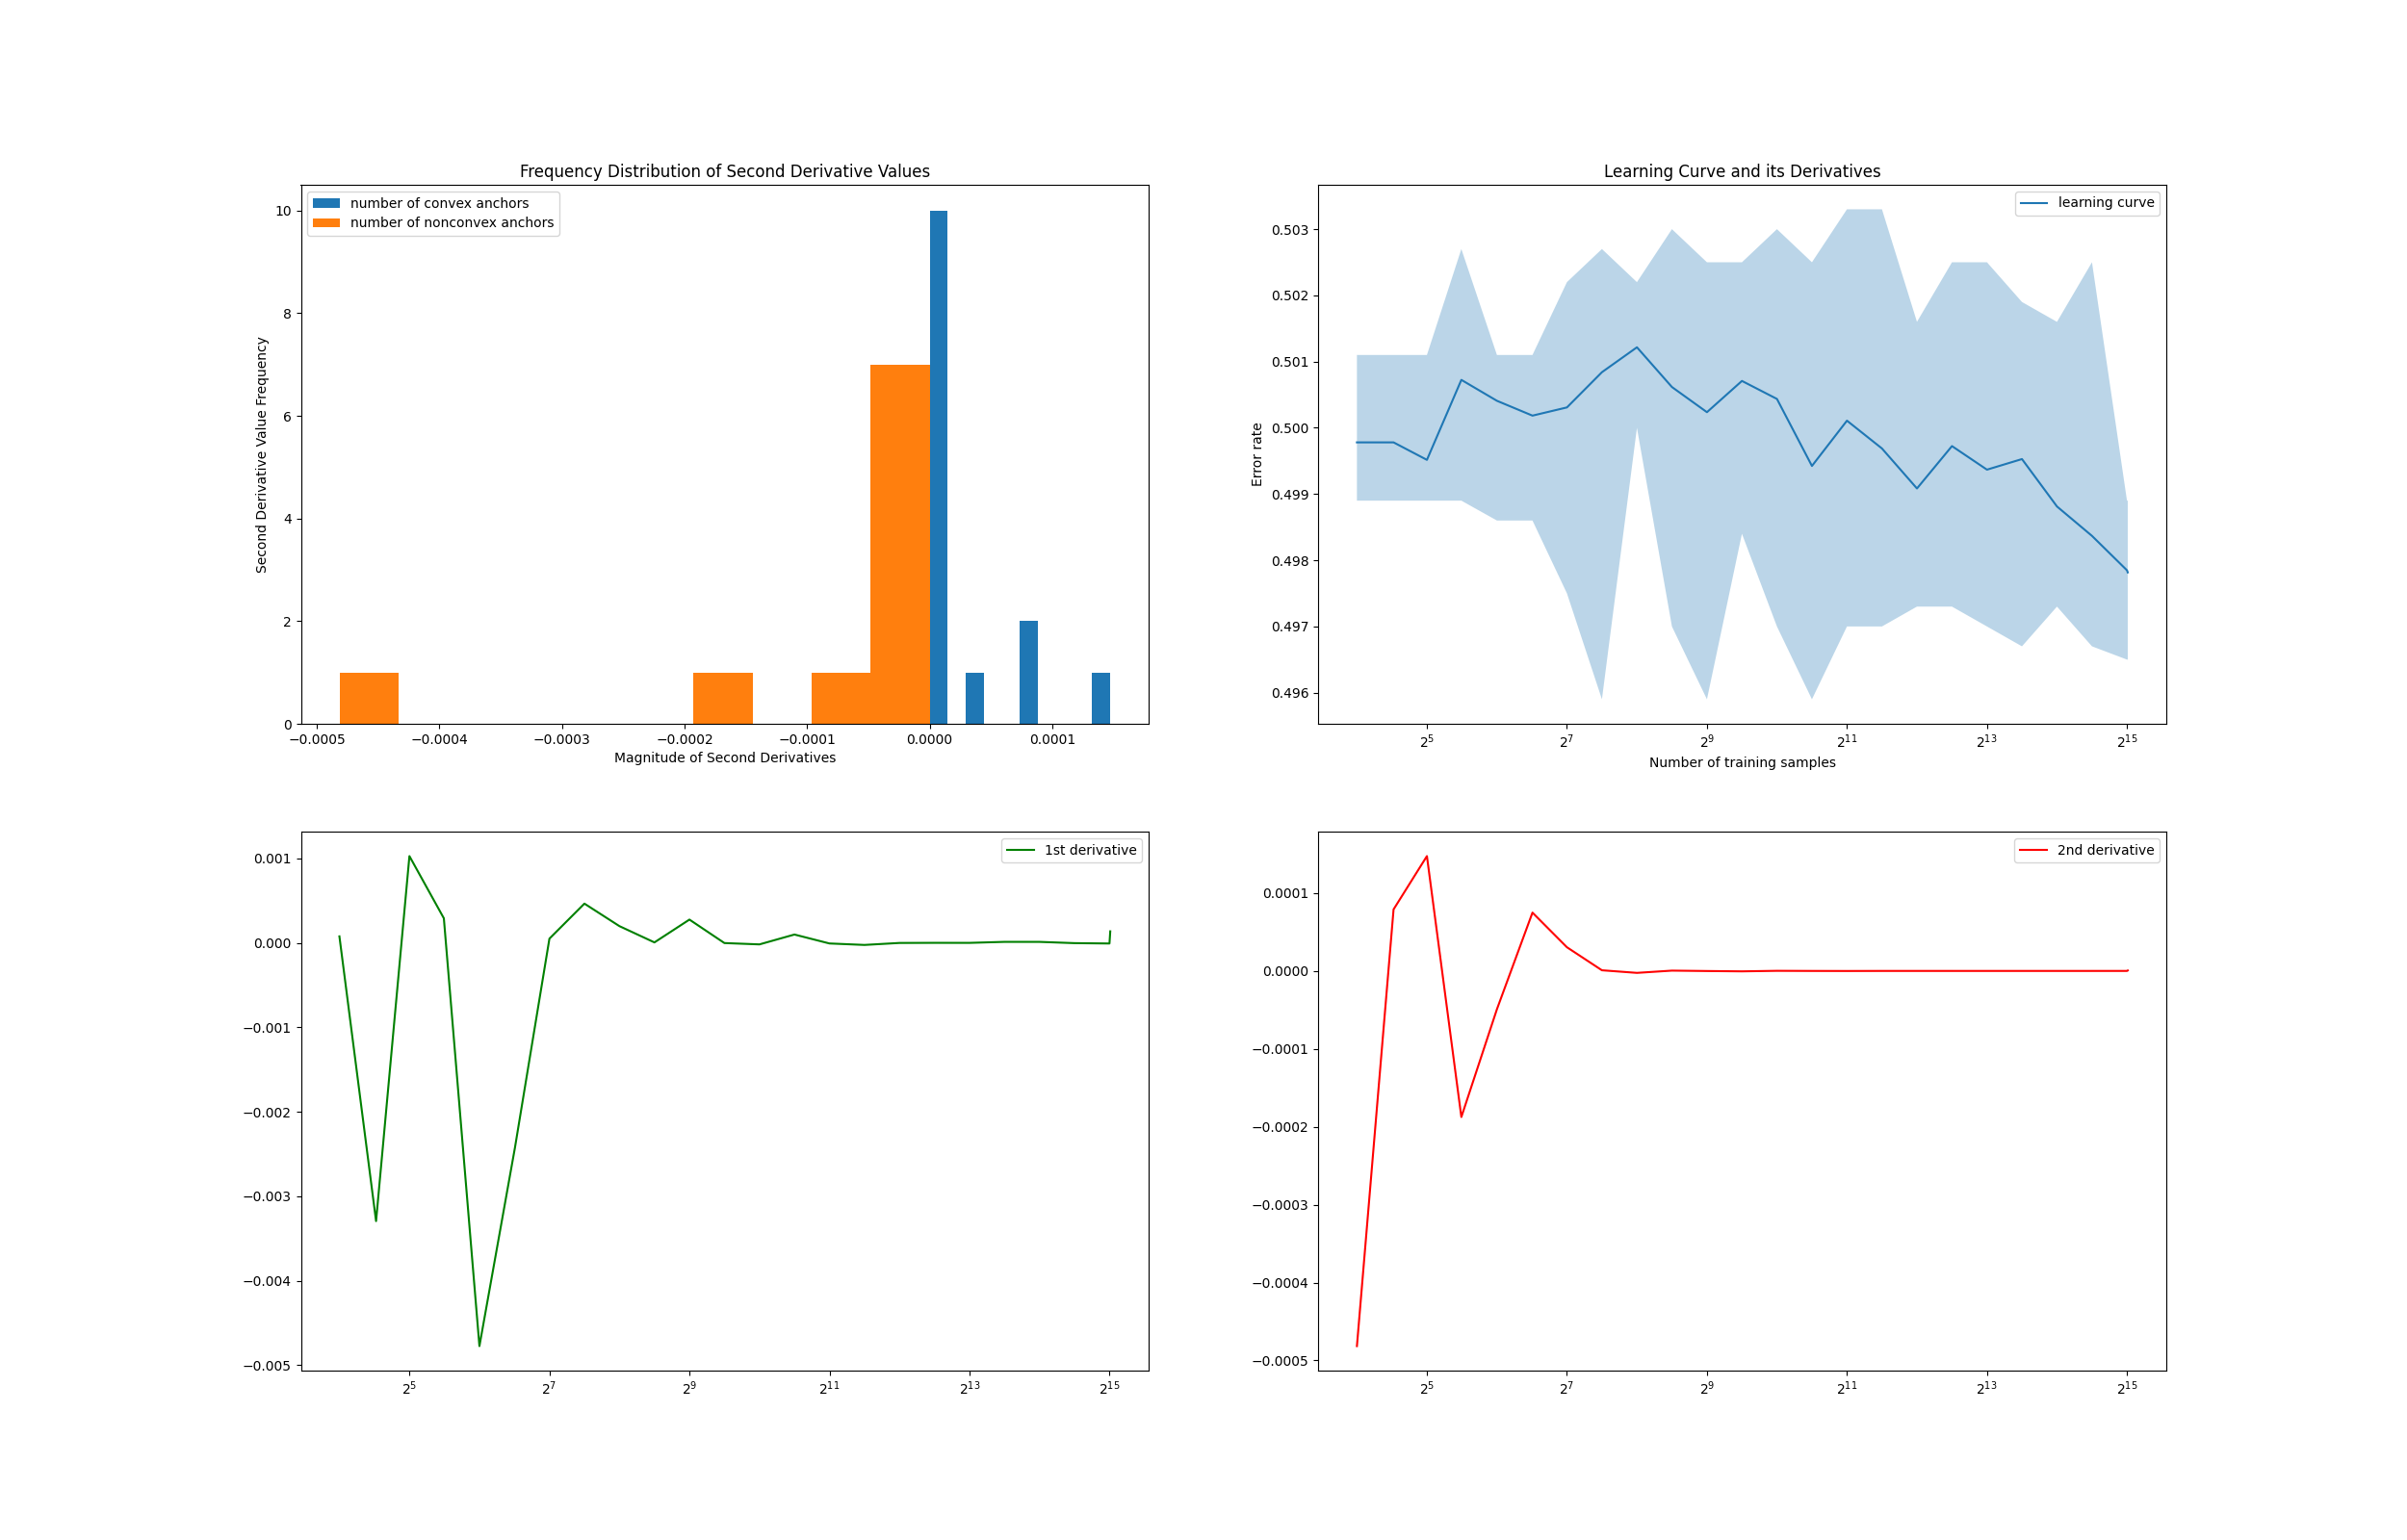 Frequency Distribution of Second Derivative Values
number of convex anchors
number of nonconvex anchors
Second Derivative Value Frequency
10
8
6
4
2
0
−0.0005 −0.0004 −0.0003 −0.0002 −0.0001 0.0000 0.0001
Magnitude of Second Derivatives
Learning Curve and its Derivatives
learning curve
Error rate
0.503
0.502
0.501
0.500
0.499
0.498
0.497
0.496
2^5 2^7 2^9 2^11 2^13 2^15
Number of training samples
1st derivative
0.001
0.000
−0.001
−0.002
−0.003
−0.004
−0.005
2^5 2^7 2^9 2^11 2^13 2^15
2nd derivative
0.0001
0.0000
−0.0001
−0.0002
−0.0003
−0.0004
−0.0005
2^5 2^7 2^9 2^11 2^13 2^15